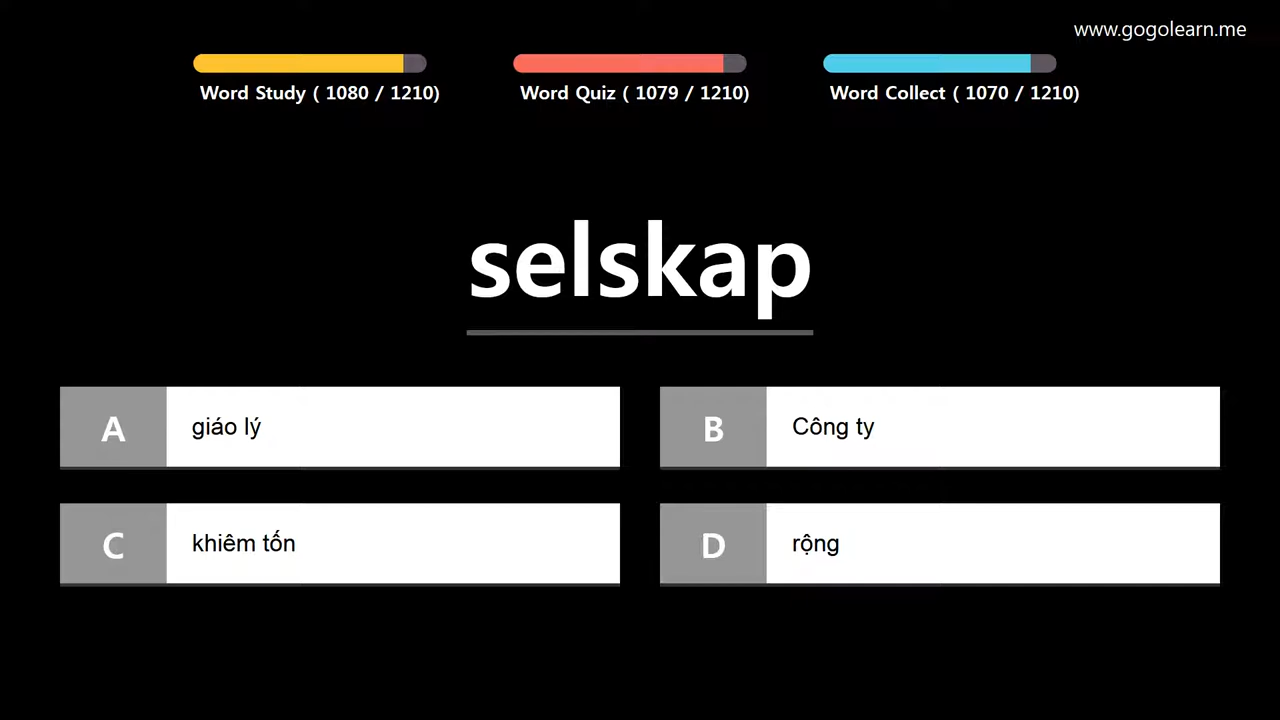 www.gogolearn.me
Word Study ( 1080 / 1210)
Word Quiz ( 1079 / 1210)
Word Collect ( 1070 / 1210)
selskap
A giáo lý
B Công ty
C khiêm tốn
D rộng